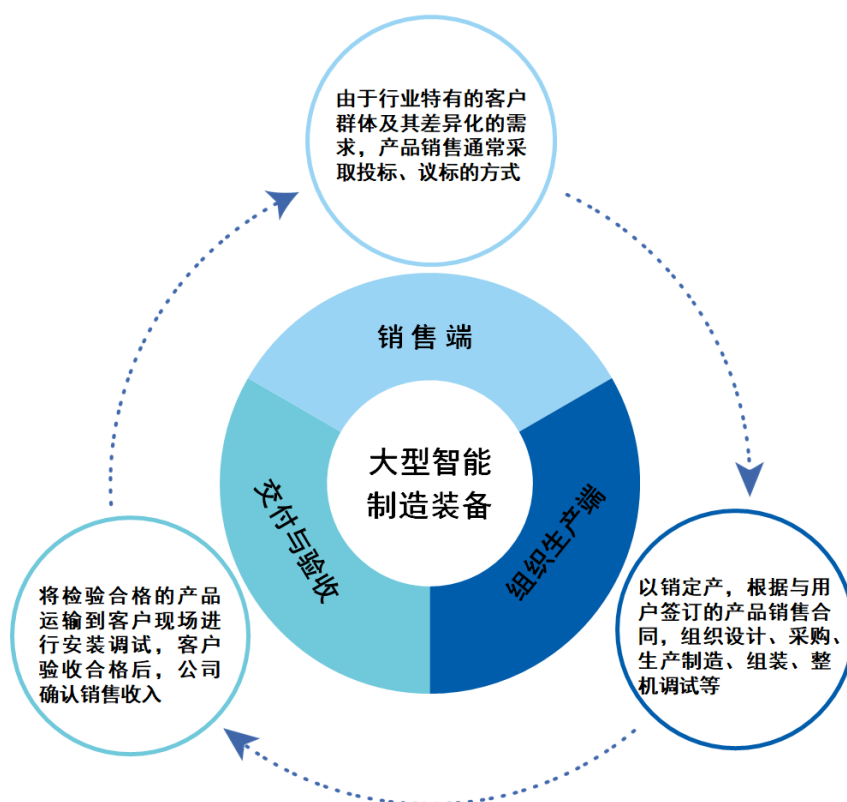 由于行业特有的客户
群体及其差异化的需
求，产品销售通常采
取投标、议标的方式
销售端
大型智能
制造装备
交付与验收
组织生产端
将检验合格的产品
运输到客户现场进
行安装调试，客户
验收合格后，公司
确认销售收入
以销定产，根据与用
户签订的产品销售合
同，组织设计、采购、
生产制造、组装、整
机调试等